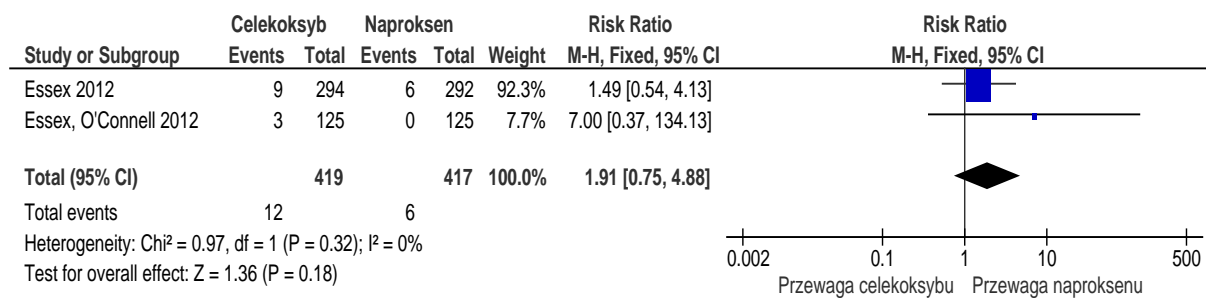 Celekoksyb Naproksen Risk Ratio Risk Ratio
Study or Subgroup Events Total Events Total Weight M-H, Fixed, 95% CI M-H, Fixed, 95% CI
Essex 2012 9 294 6 292 92.3% 1.49 [0.54, 4.13]
Essex, O'Connell 2012 3 125 0 125 7.7% 7.00 [0.37, 134.13]
Total (95% CI) 419 417 100.0% 1.91 [0.75, 4.88]
Total events 12 6
Heterogeneity: Chi² = 0.97, df = 1 (P = 0.32); I² = 0%
Test for overall effect: Z = 1.36 (P = 0.18)
0.002 0.1 1 10 500
Przewaga celekoksybu Przewaga naproksenu